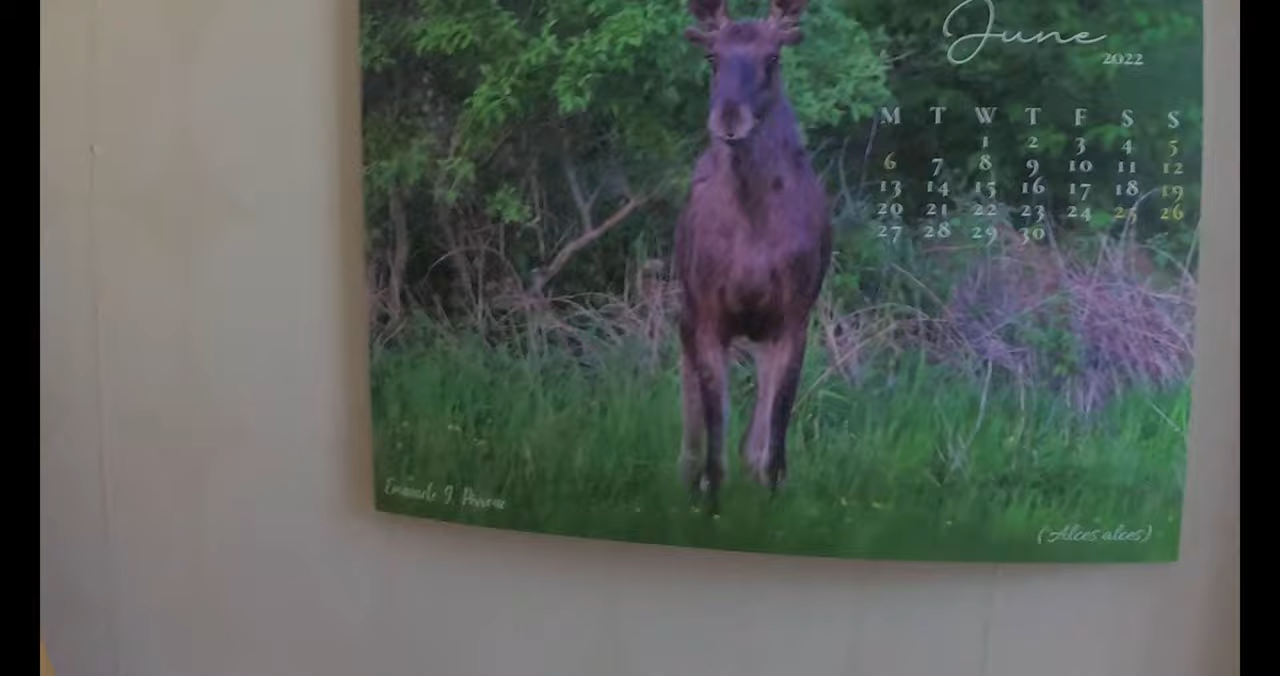 June
2022
M T W T F S S
1 2 3 4 5
6 7 8 9 10 11 12
13 14 15 16 17 18 19
20 21 22 23 24 25 26
27 28 29 30
(Alces alces)